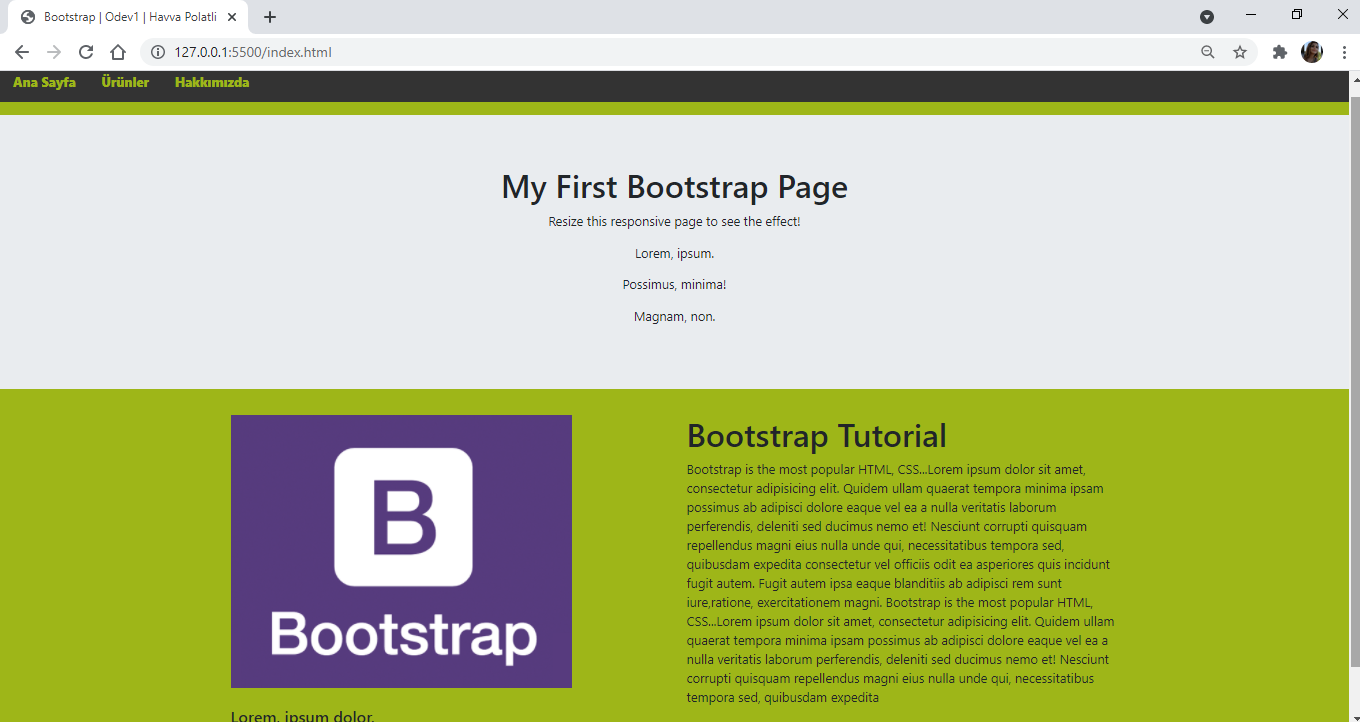 Bootstrap | Odev1 | Havva Polatli
127.0.0.1:5500/index.html
Ana Sayfa Ürünler Hakkımızda
My First Bootstrap Page
Resize this responsive page to see the effect!
Lorem, ipsum.
Possimus, minima!
Magnam, non.
B
Bootstrap
Lorem, ipsum dolor.
Bootstrap Tutorial
Bootstrap is the most popular HTML, CSS...Lorem ipsum dolor sit amet,
consectetur adipisicing elit. Quidem ullam quaerat tempora minima ipsam
possimus ab adipisci dolore eaque vel ea a nulla veritatis laborum
perferendis, deleniti sed ducimus nemo et! Nesciunt corrupti quisquam
repellendus magni eius nulla unde qui, necessitatibus tempora sed,
quibusdam expedita consectetur vel officiis odit ea asperiores quis incidunt
fugit autem. Fugit autem ipsa eaque blanditiis ab adipisci rem sunt
iure,ratione, exercitationem magni. Bootstrap is the most popular HTML,
CSS...Lorem ipsum dolor sit amet, consectetur adipisicing elit. Quidem ullam
quaerat tempora minima ipsam possimus ab adipisci dolore eaque vel ea a
nulla veritatis laborum perferendis, deleniti sed ducimus nemo et! Nesciunt
corrupti quisquam repellendus magni eius nulla unde qui, necessitatibus
tempora sed, quibusdam expedita